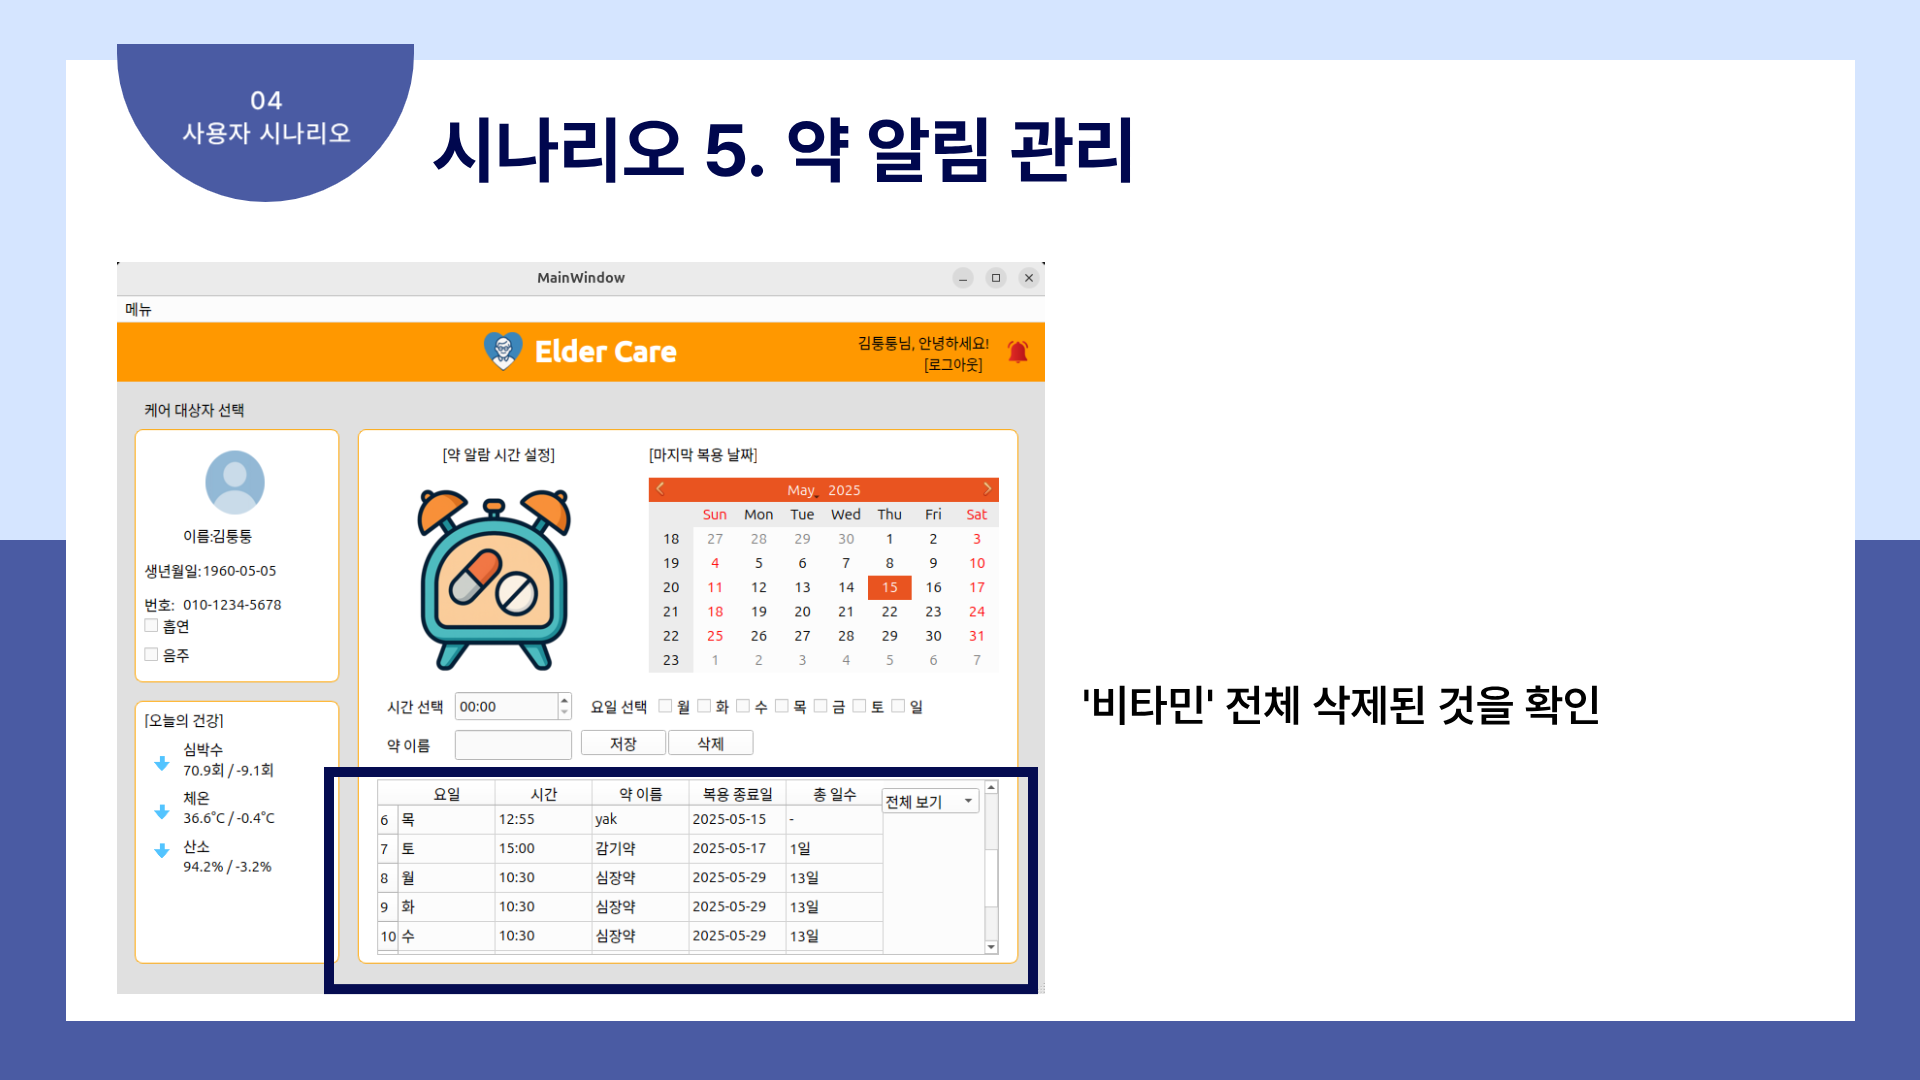 04
사용자 시나리오
시나리오 5. 약 알림 관리
MainWindow
메뉴
Elder Care
김퉁퉁님, 안녕하세요!
[로그아웃]
케어 대상자 선택
이름:김퉁퉁
생년월일:1960-05-05
번호: 010-1234-5678
흡연
음주
[오늘의 건강]
심박수
70.9회 / -9.1회
체온
36.6°C / -0.4°C
산소
94.2% / -3.2%
[약 알람 시간 설정]
[마지막 복용 날짜]
May 2025
Sun Mon Tue Wed Thu Fri Sat
18 27 28 29 30 1 2 3
19 4 5 6 7 8 9 10
20 11 12 13 14 15 16 17
21 18 19 20 21 22 23 24
22 25 26 27 28 29 30 31
23 1 2 3 4 5 6 7
시간 선택 00:00 요일 선택 월 화 수 목 금 토 일
약 이름 저장 삭제
요일 시간 약 이름 복용 종료일 총 일수 전체 보기
6 목 12:55 yak 2025-05-15 -
7 토 15:00 감기약 2025-05-17 1일
8 월 10:30 심장약 2025-05-29 13일
9 화 10:30 심장약 2025-05-29 13일
10 수 10:30 심장약 2025-05-29 13일
'비타민' 전체 삭제된 것을 확인